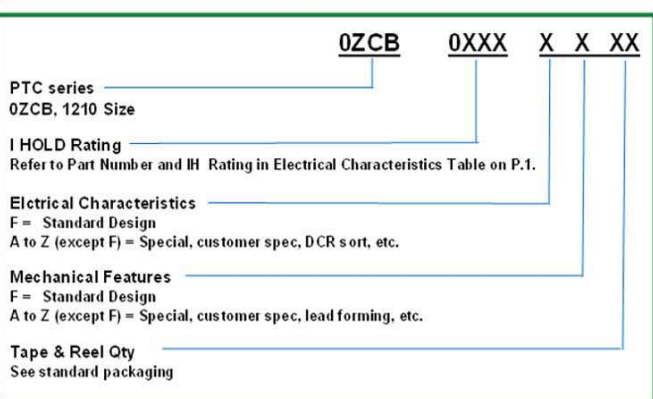 0ZCB 0XXX X X XX
PTC series
0ZCB, 1210 Size
I HOLD Rating
Refer to Part Number and IH Rating in Electrical Characteristics Table on P.1.
Elctrical Characteristics
F = Standard Design
A to Z (except F) = Special, customer spec, DCR sort, etc.
Mechanical Features
F = Standard Design
A to Z (except F) = Special, customer spec, lead forming, etc.
Tape & Reel Qty
See standard packaging